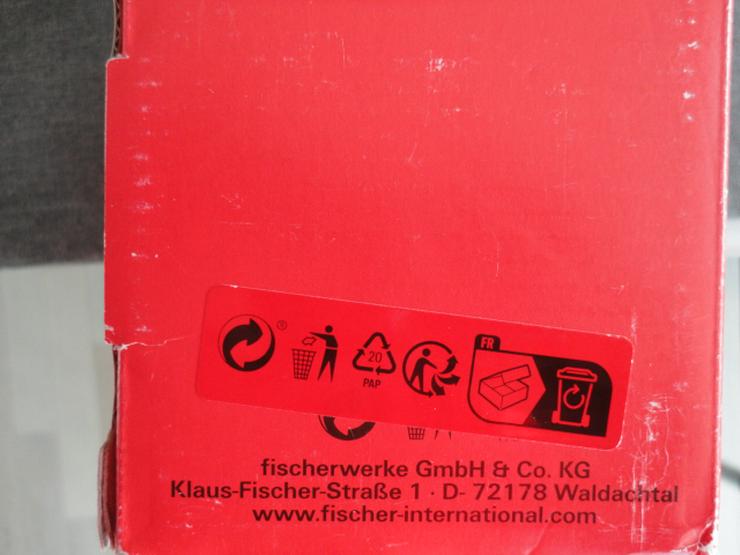 ®
FR
20
PAP
fischerwerke GmbH & Co. KG
Klaus-Fischer-Straße 1 · D- 72178 Waldachtal
www.fischer-international.com